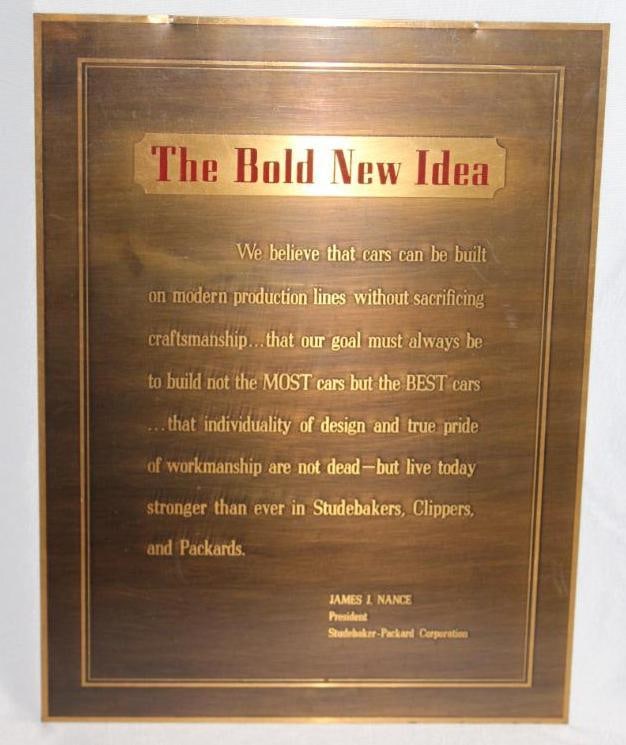 The Bold New Idea
We believe that cars can be built
on modern production lines without sacrificing
craftsmanship...that our goal must always be
to build not the MOST cars but the BEST cars
...that individuality of design and true pride
of workmanship are not dead—but live today
stronger than ever in Studebakers, Clippers,
and Packards.
JAMES J. NANCE
President
Studebaker-Packard Corporation